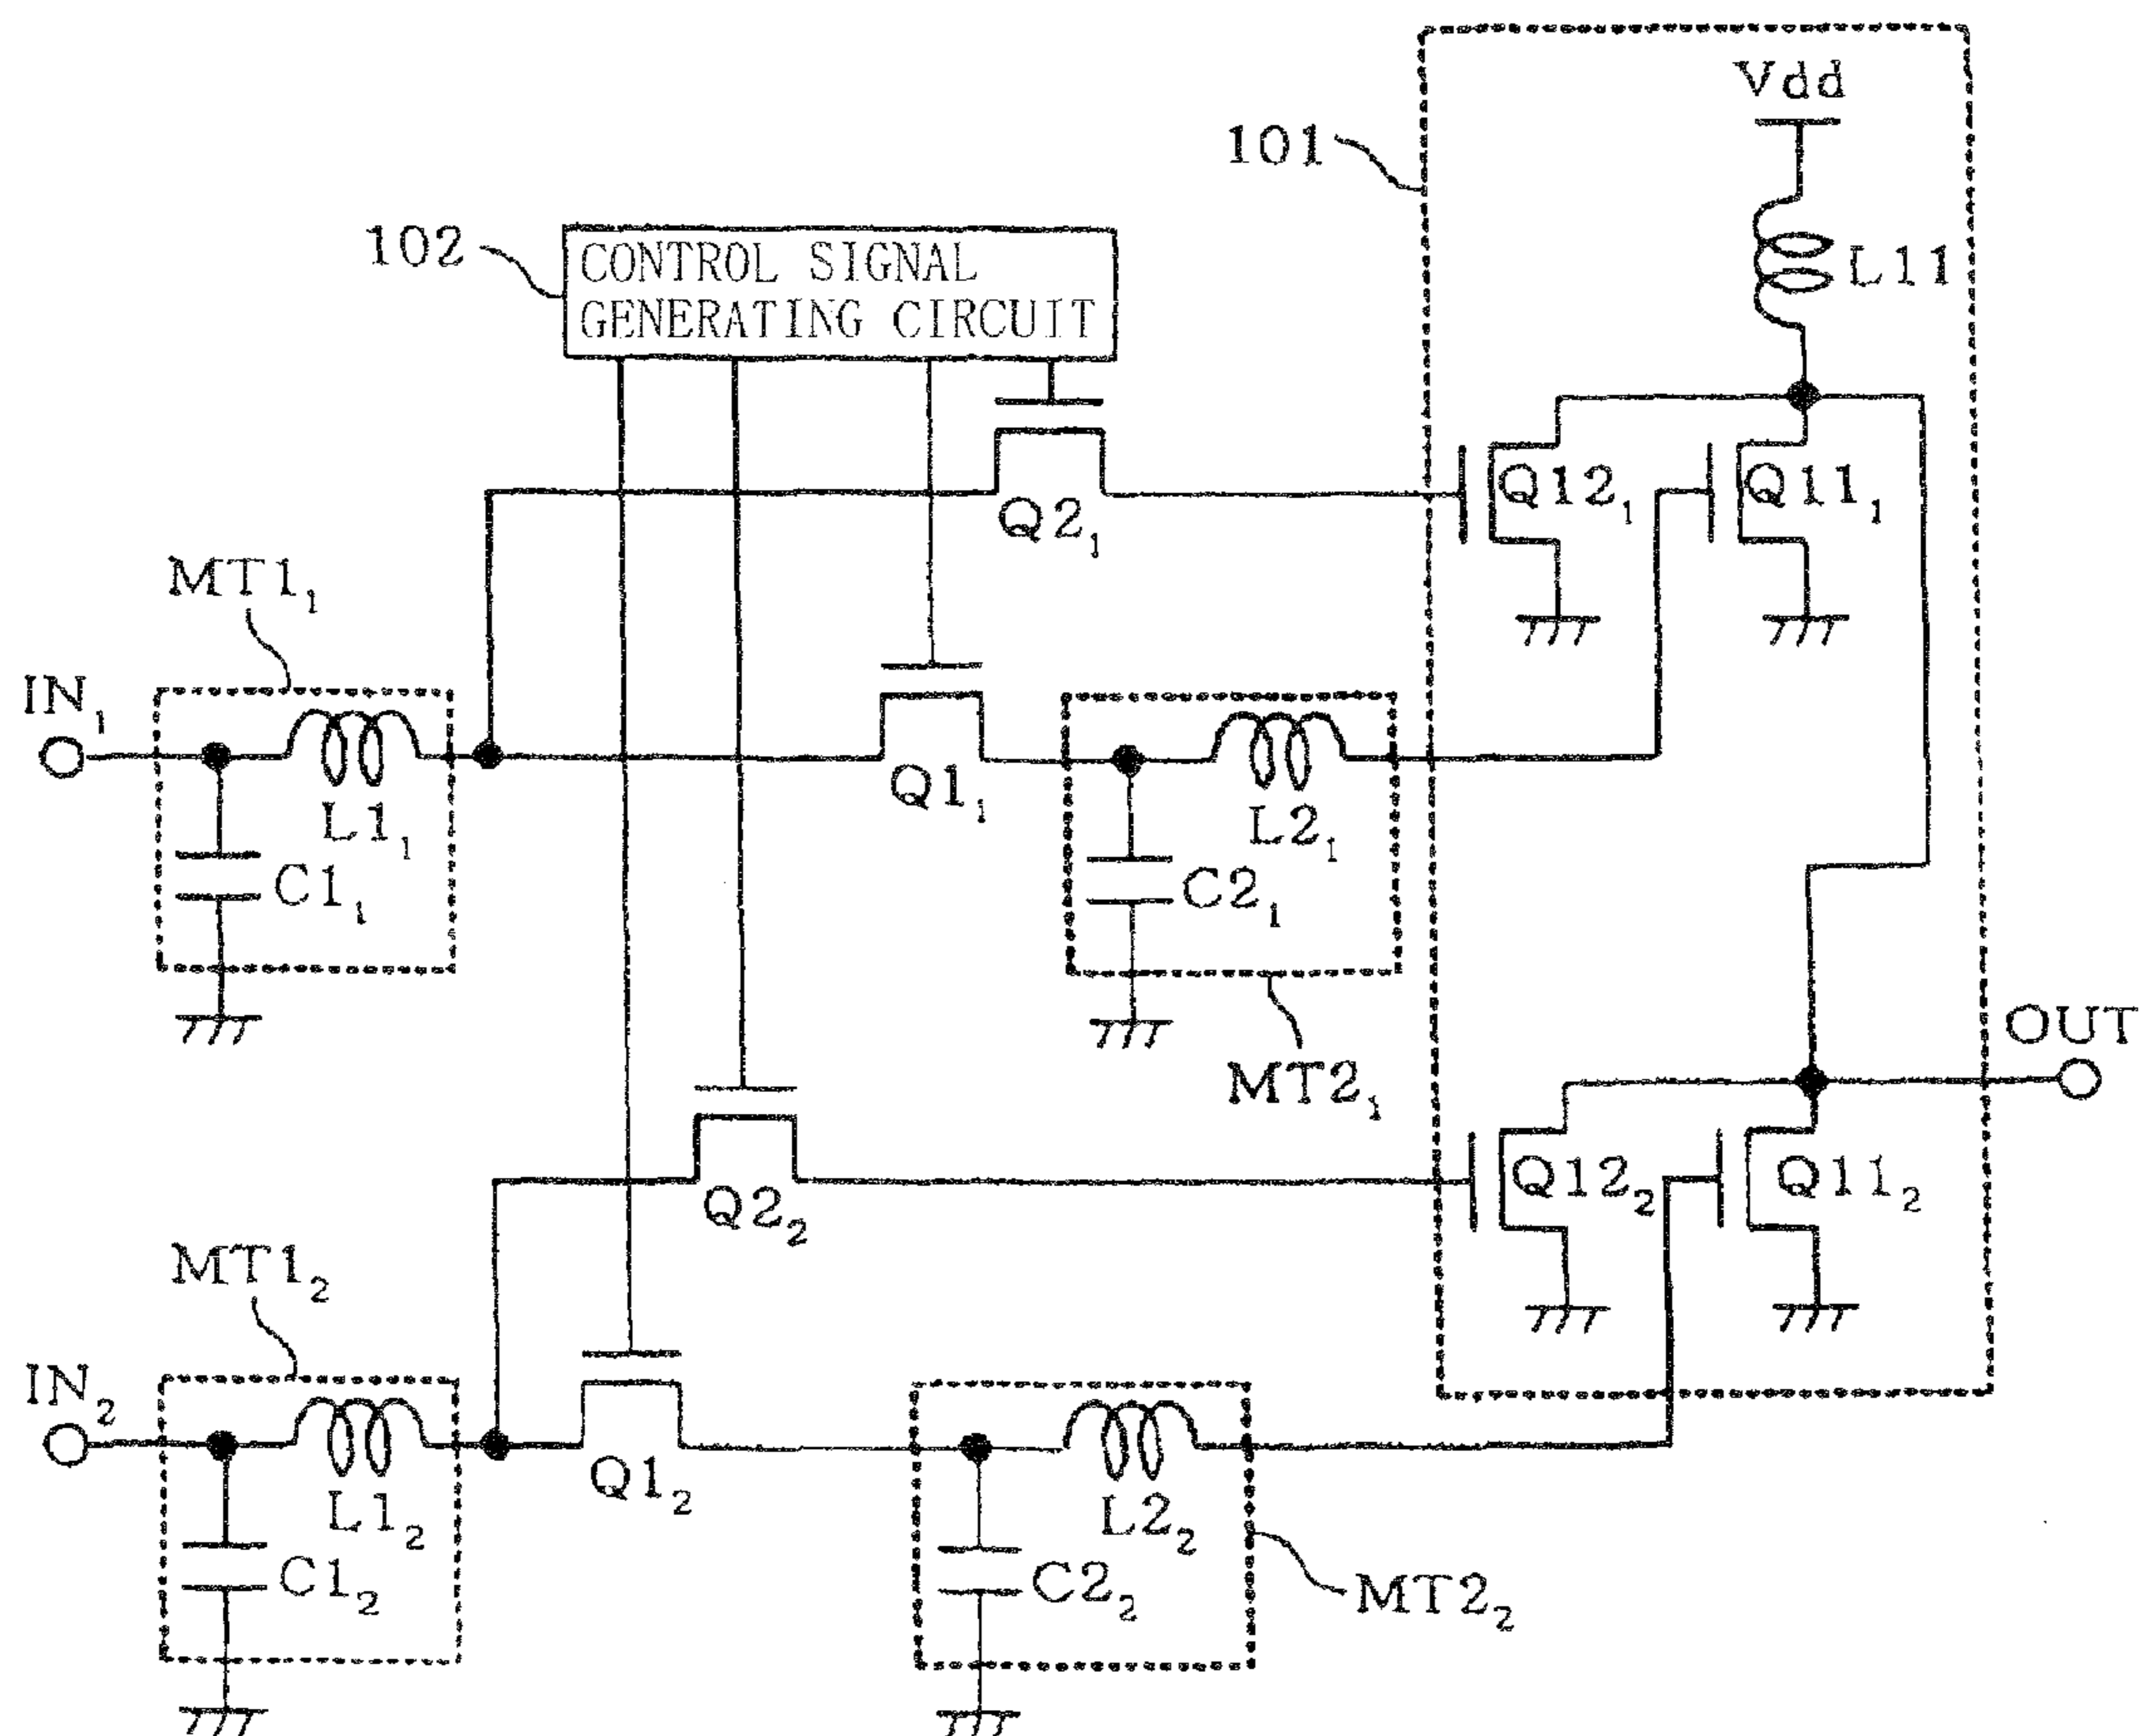 Vdd
101
102
CONTROL SIGNAL
GENERATING CIRCUIT
L11
Q12₁
Q11₁
Q2₁
MT1₁
IN₁
L1₁
Q1₁
L2₁
C1₁
C2₁
OUT
MT2₁
Q12₂
Q11₂
Q2₂
MT1₂
IN₂
Q1₂
L1₂
L2₂
C1₂
C2₂
MT2₂